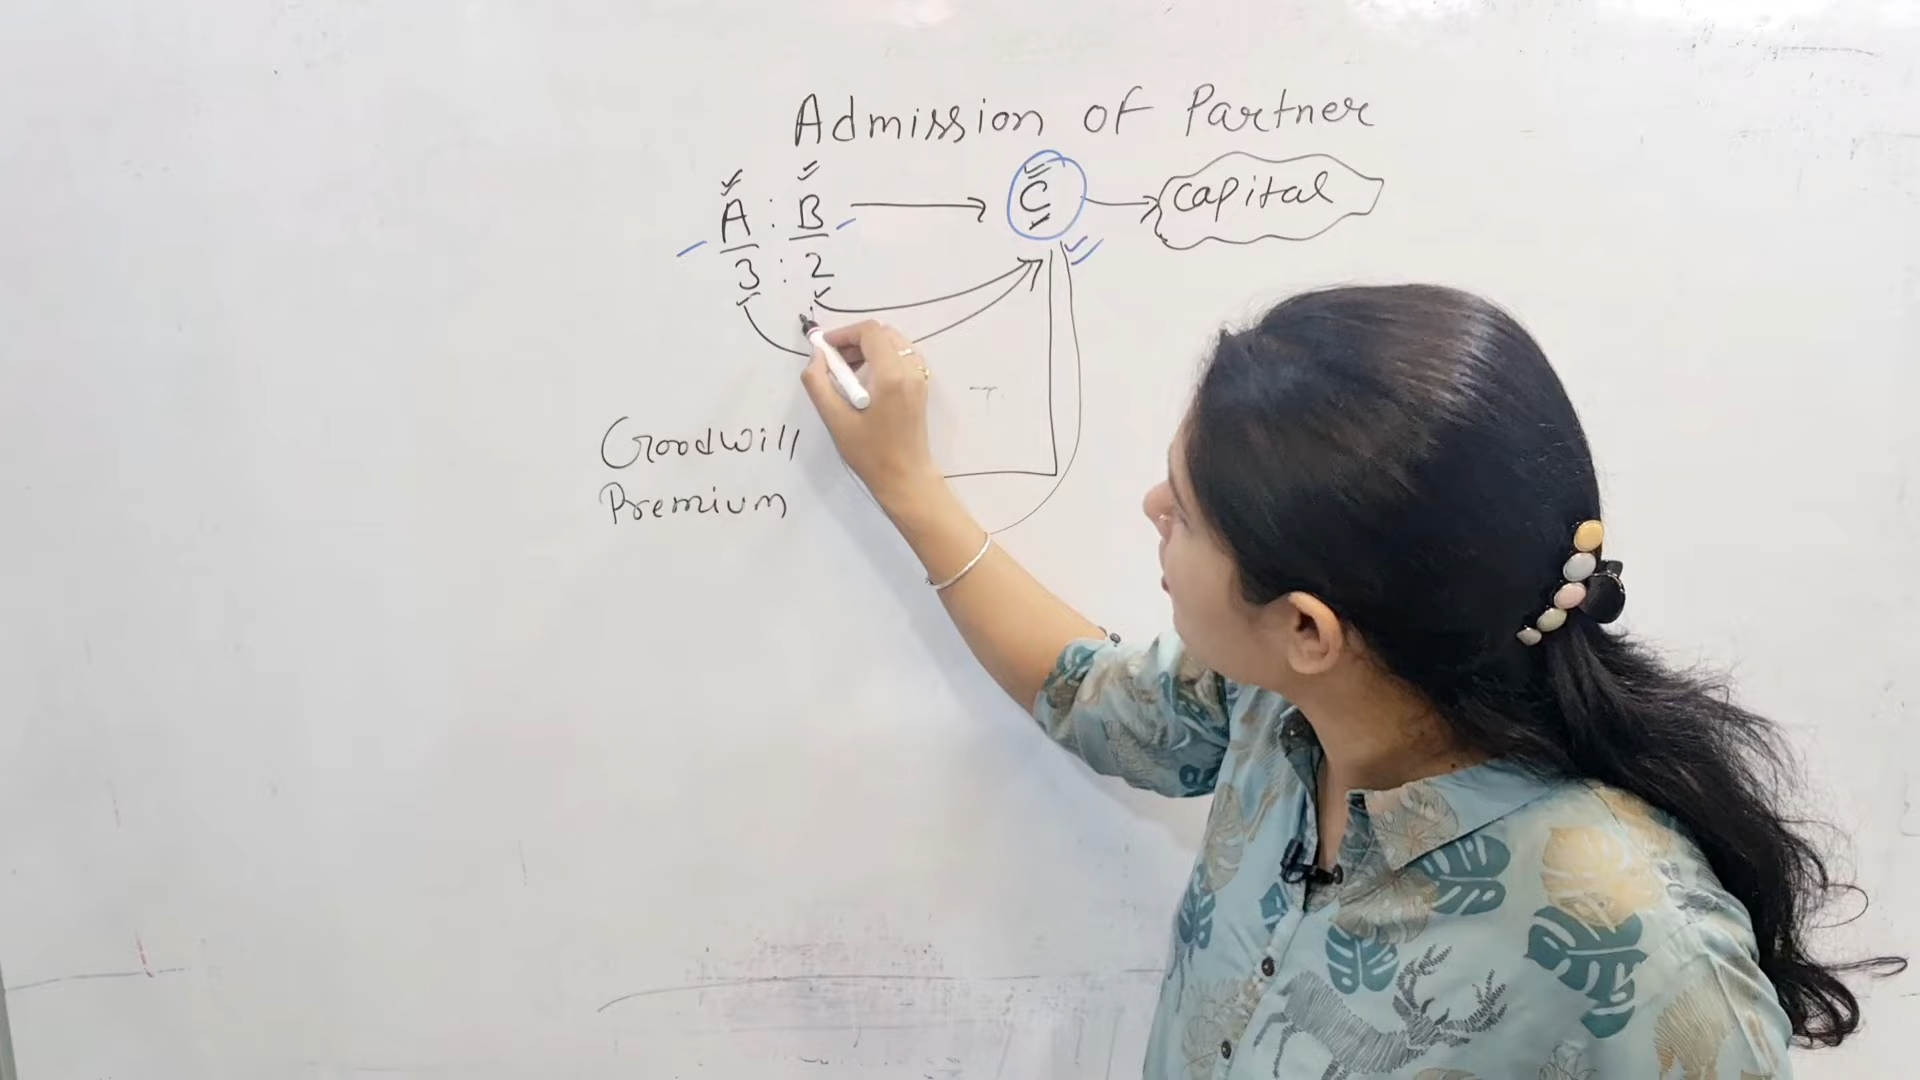 Admission of Partner
A : B C capital
3 : 2
Goodwill
Premium